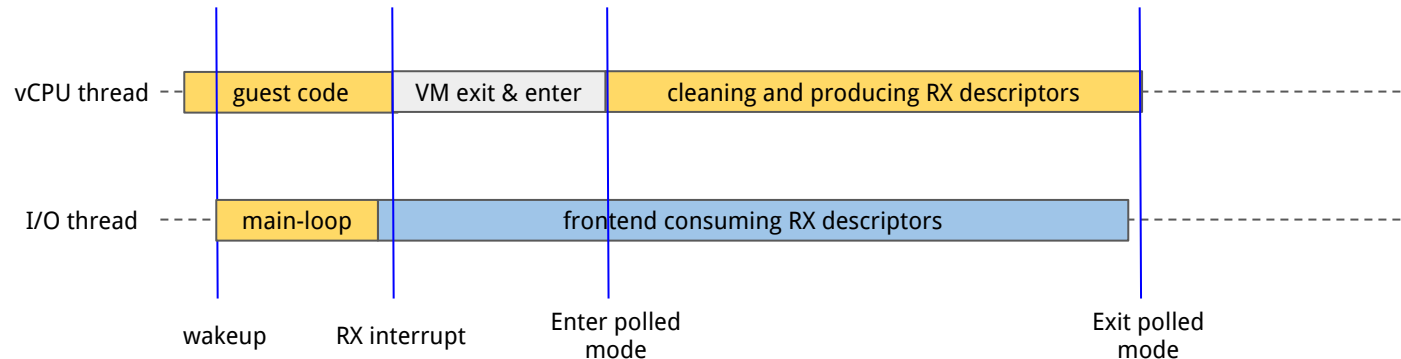 vCPU thread
guest code
VM exit & enter
cleaning and producing RX descriptors
I/O thread
main-loop
frontend consuming RX descriptors
wakeup
RX interrupt
Enter polled
mode
Exit polled
mode